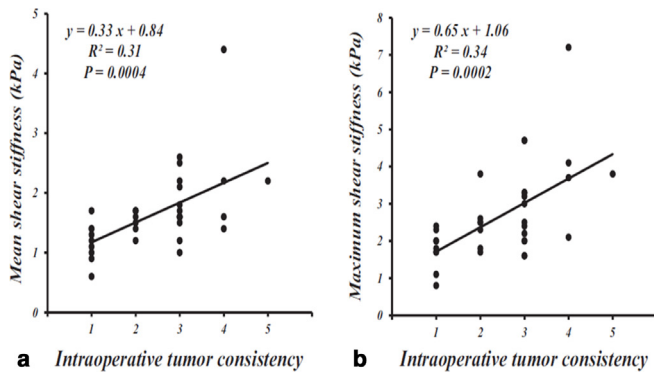 y = 0.33 x + 0.84
R² = 0.31
P = 0.0004
Mean shear stiffness (kPa)
5
4
3
2
1
0
1 2 3 4 5
a Intraoperative tumor consistency
y = 0.65 x + 1.06
R² = 0.34
P = 0.0002
Maximum shear stiffness (kPa)
8
7
6
5
4
3
2
1
0
1 2 3 4 5
b Intraoperative tumor consistency